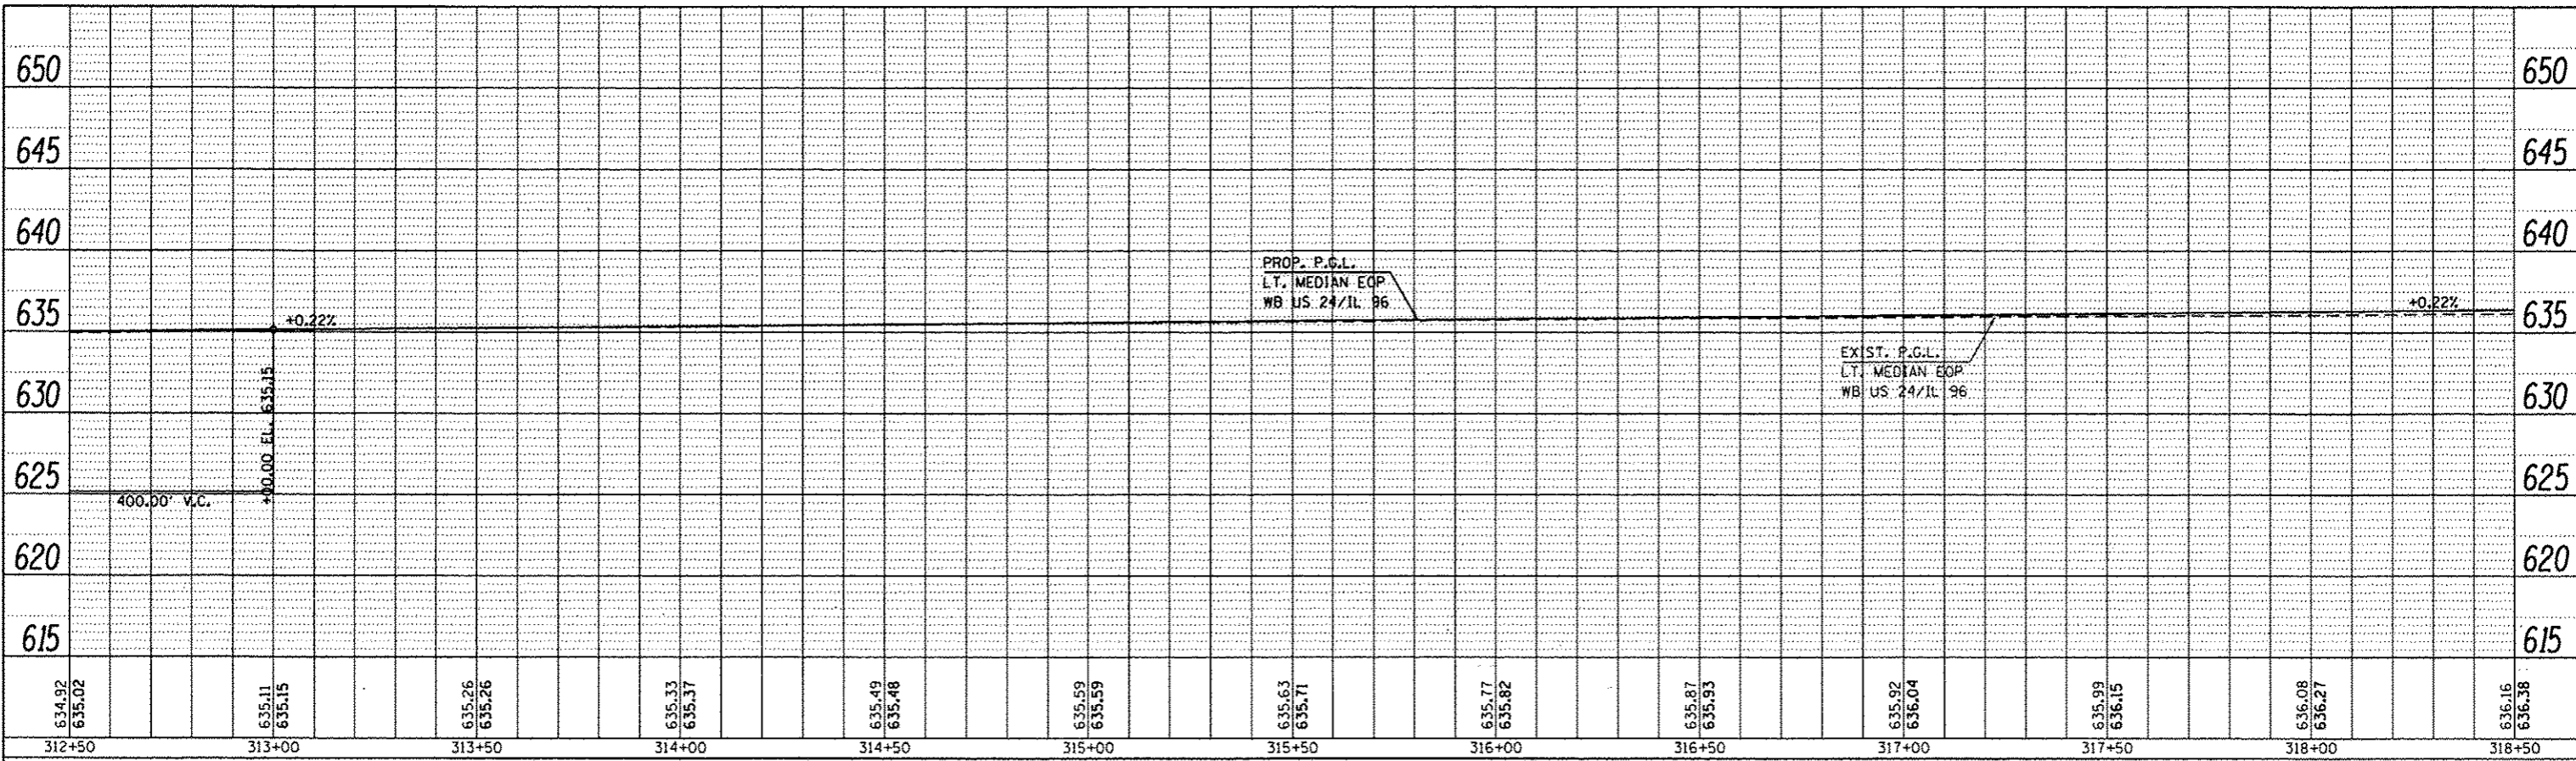 650 650
645 645
640 640
PROP. P.G.L.
LT. MEDIAN EOP
WB US 24/IL 96
+0.22%
+0.22%
635 635
EXIST. P.G.L.
LT. MEDIAN EOP
WB US 24/IL 96
+00.00 EL. 635.15
630 630
625 625
400.00' V.C.
620 620
615 615
634.92 635.11 635.26 635.33 635.49 635.59 635.63 635.77 635.87 635.92 635.99 636.08 636.16
635.02 635.15 635.26 635.37 635.48 635.59 635.71 635.82 635.93 636.04 636.15 636.27 636.38
312+50 313+00 313+50 314+00 314+50 315+00 315+50 316+00 316+50 317+00 317+50 318+00 318+50